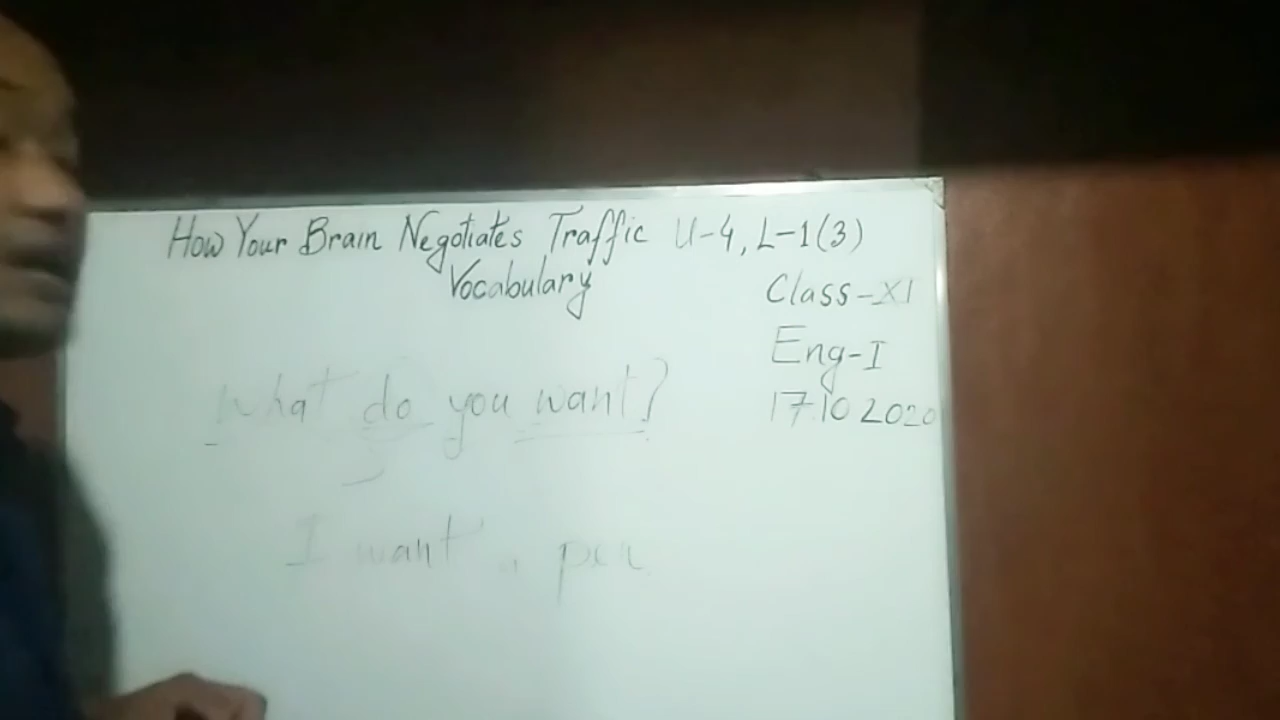 How Your Brain Negotiates Traffic U-4, L-1(3)
Vocabulary
Class-XI
Eng-I
17.10 2020
What do you want?
I want a pen